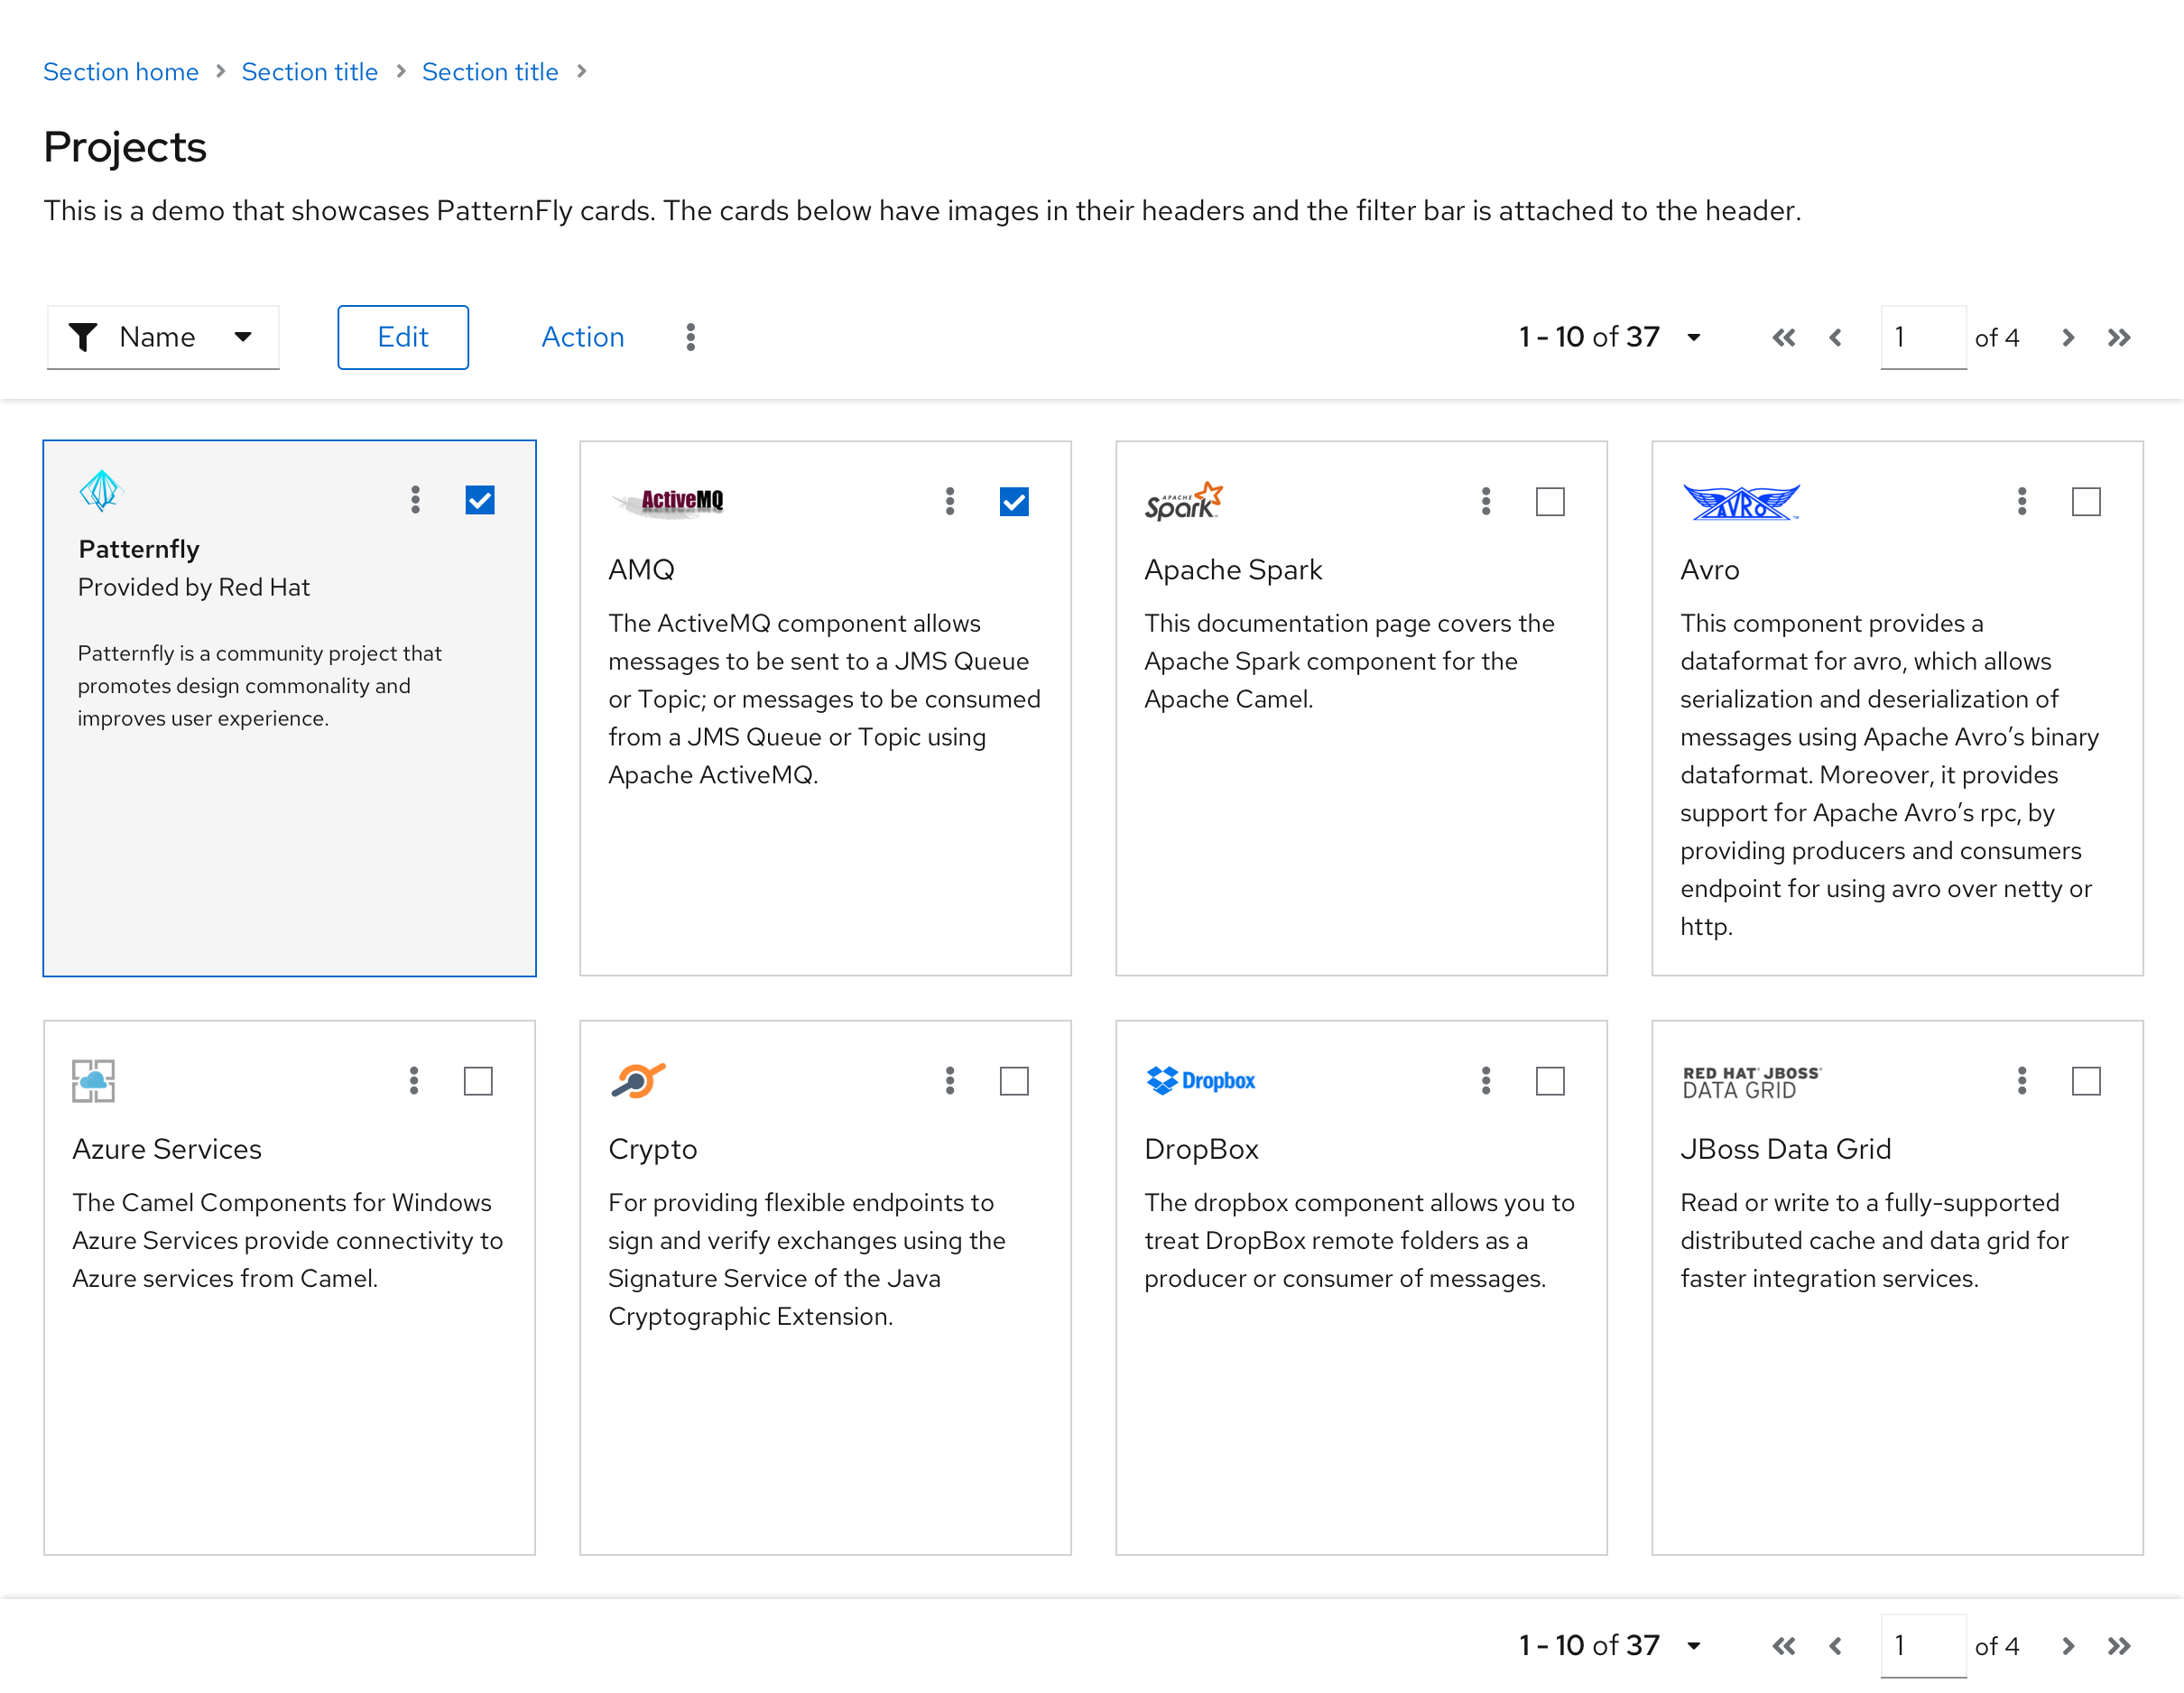 Section home Section title Section title
Projects
This is a demo that showcases PatternFly cards. The cards below have images in their headers and the filter bar is attached to the header.
Name Edit Action 1 - 10 of 37 1 of 4
Patternfly
Provided by Red Hat
Patternfly is a community project that
promotes design commonality and
improves user experience.
ActiveMQ
AMQ
The ActiveMQ component allows
messages to be sent to a JMS Queue
or Topic; or messages to be consumed
from a JMS Queue or Topic using
Apache ActiveMQ.
APACHE
Spark™
Apache Spark
This documentation page covers the
Apache Spark component for the
Apache Camel.
AVRO™
Avro
This component provides a
dataformat for avro, which allows
serialization and deserialization of
messages using Apache Avro’s binary
dataformat. Moreover, it provides
support for Apache Avro’s rpc, by
providing producers and consumers
endpoint for using avro over netty or
http.
Azure Services
The Camel Components for Windows
Azure Services provide connectivity to
Azure services from Camel.
Crypto
For providing flexible endpoints to
sign and verify exchanges using the
Signature Service of the Java
Cryptographic Extension.
Dropbox
DropBox
The dropbox component allows you to
treat DropBox remote folders as a
producer or consumer of messages.
RED HAT® JBOSS®
DATA GRID
JBoss Data Grid
Read or write to a fully-supported
distributed cache and data grid for
faster integration services.
1 - 10 of 37 1 of 4